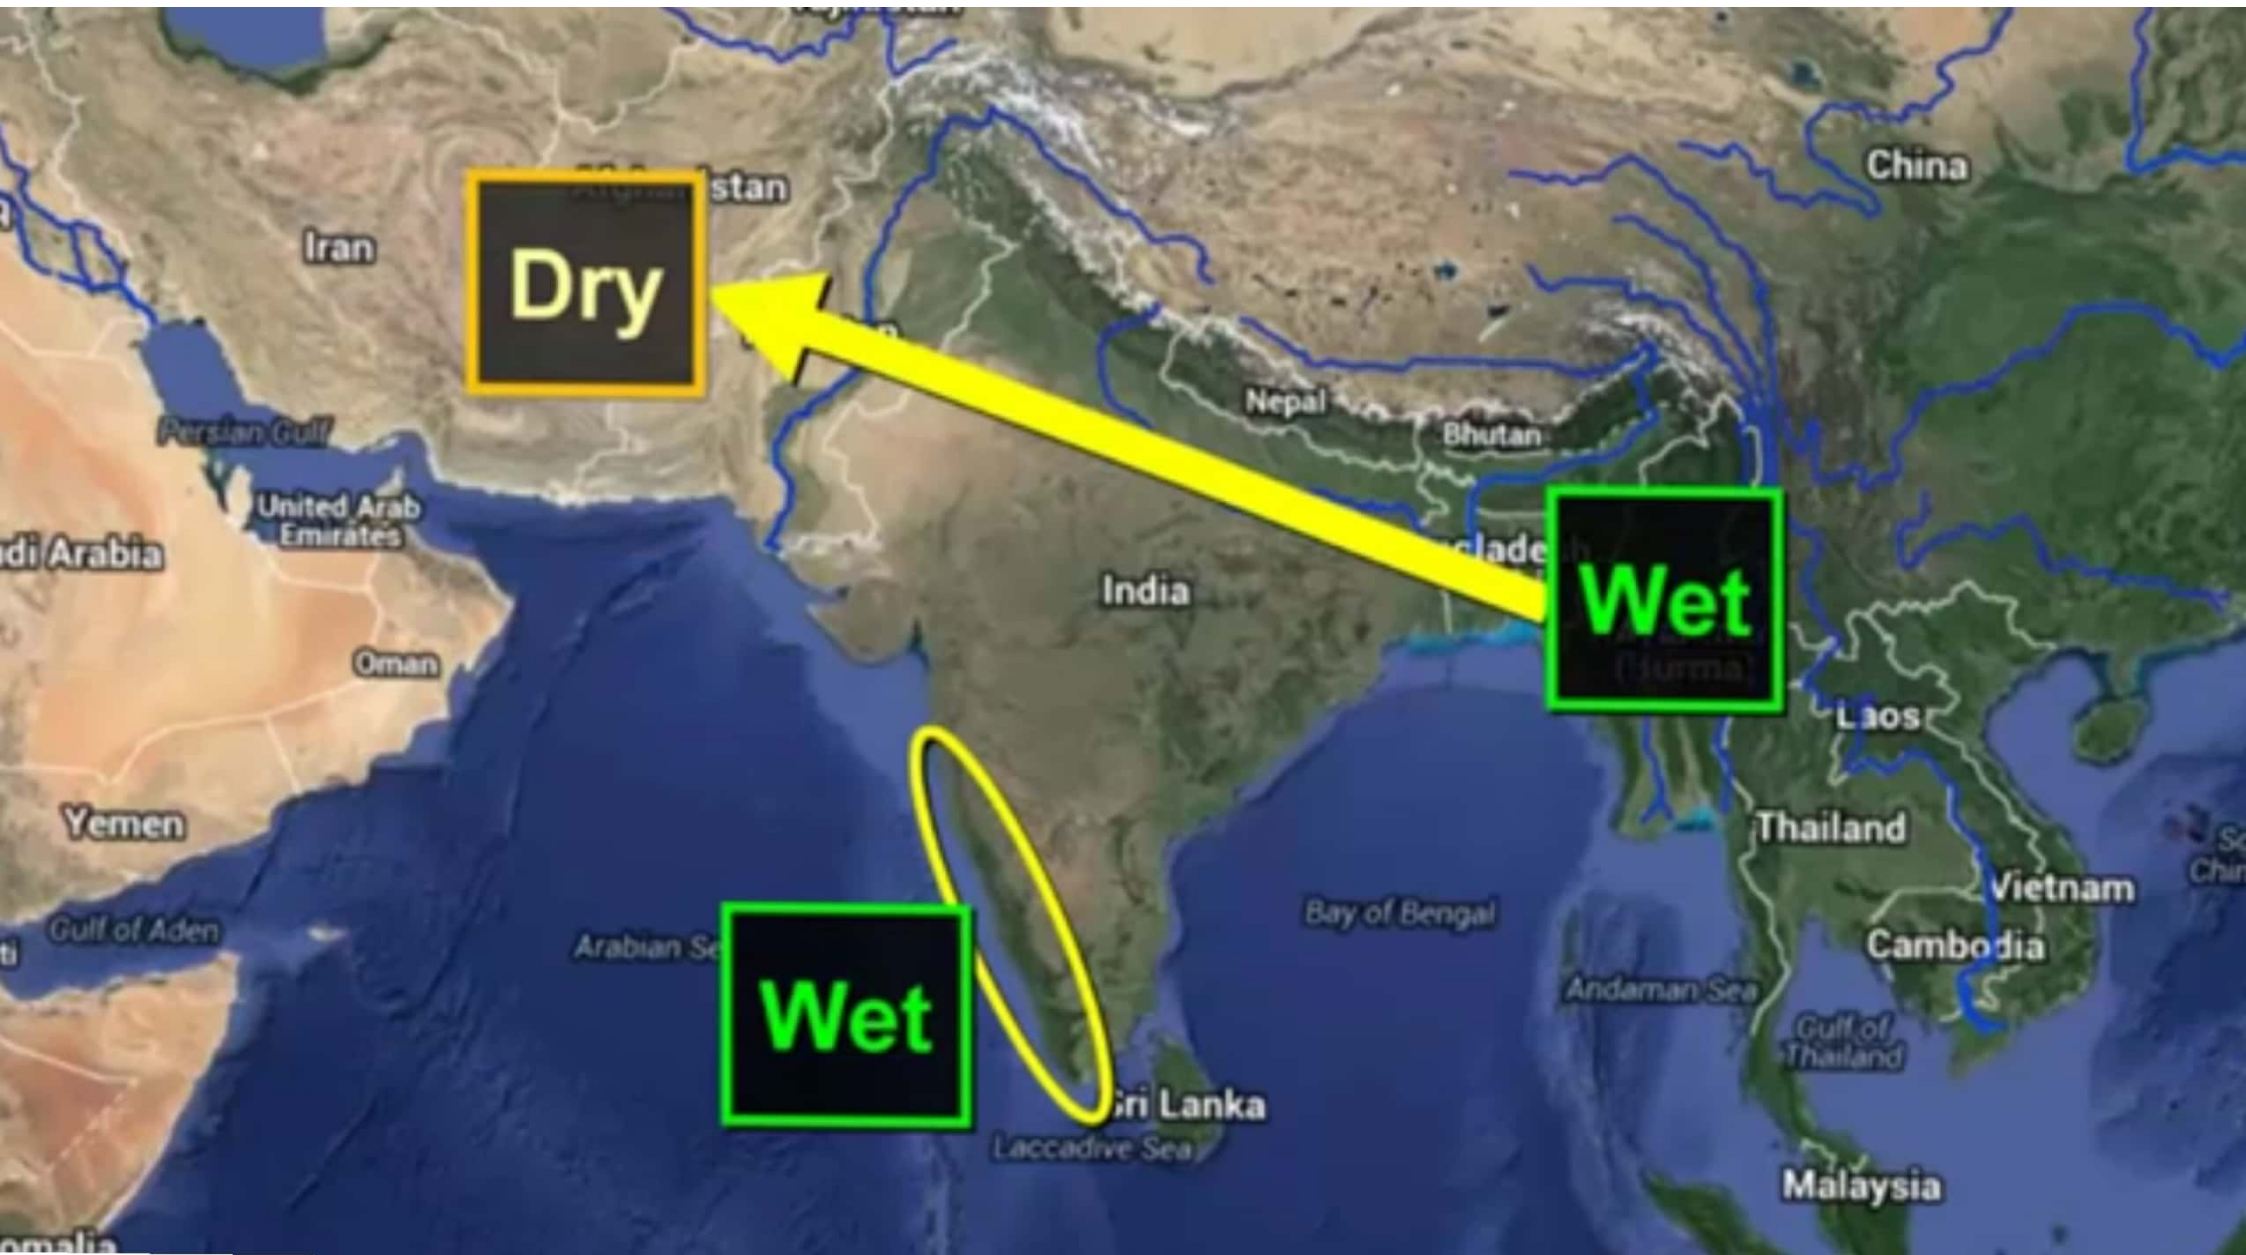 China
stan
Iran
Dry
Nepal
Bhutan
Persian Gulf
United Arab
Emirates
di Arabia
India
Wet
(Burma)
Oman
Laos
Yemen
Thailand
Vietnam
Bay of Bengal
Gulf of Aden
Arabian Se
Cambodia
Andaman Sea
Wet
Gulf of
Thailand
Sri Lanka
Laccadive Sea
Malaysia
omalia